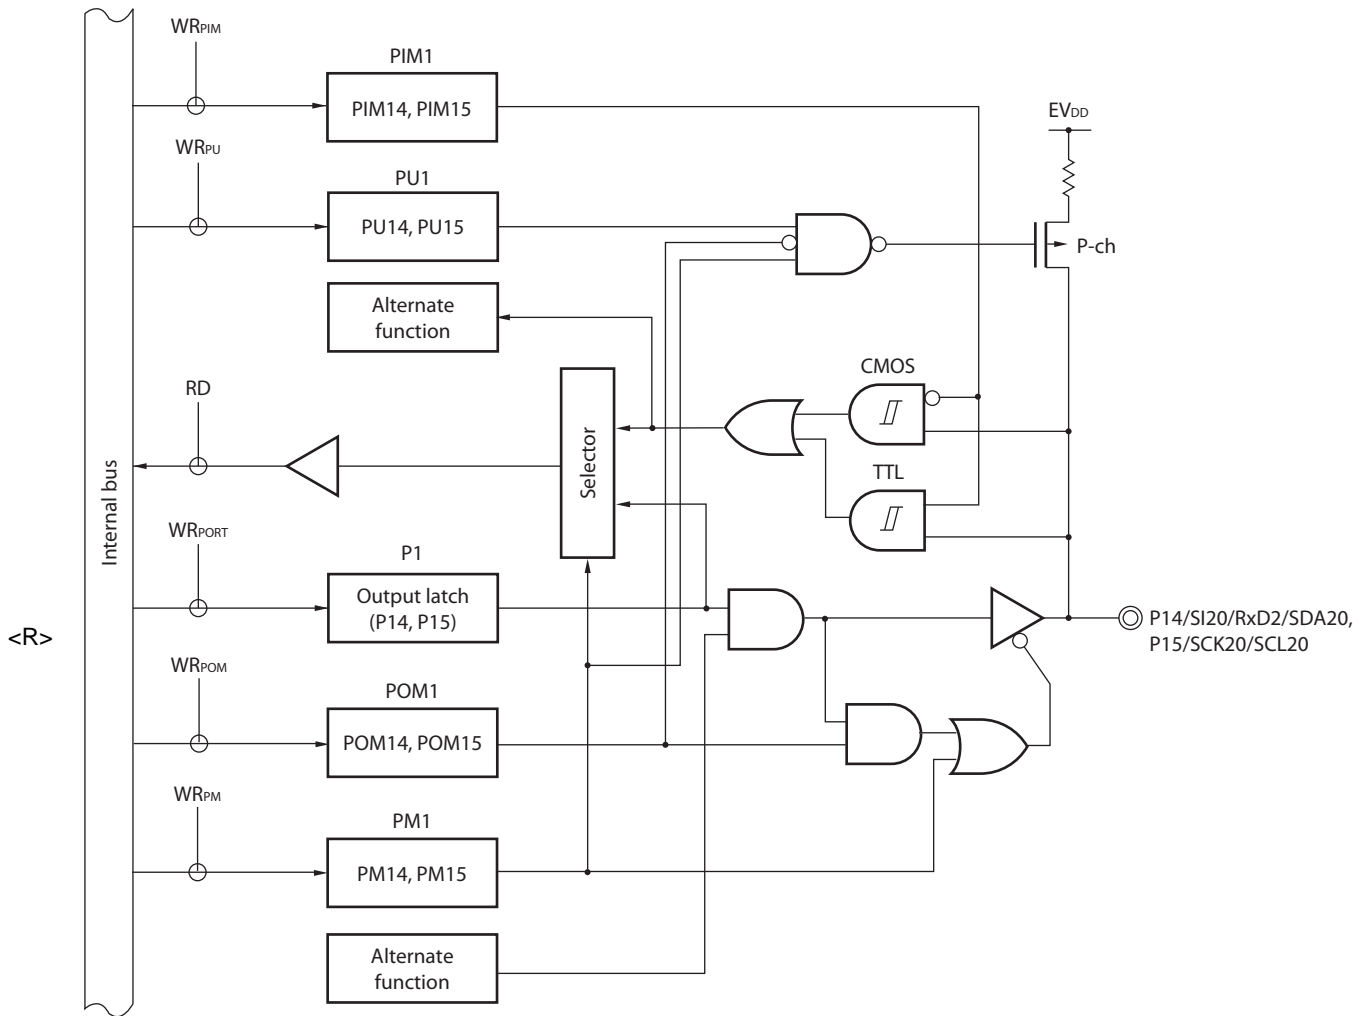 WRPIM
PIM1
PIM14, PIM15
EVDD
WRPU
PU1
PU14, PU15
P-ch
Alternate
function
CMOS
RD
Selector
TTL
Internal bus
WRPORT
P1
Output latch
(P14, P15)
<R>
P14/SI20/RxD2/SDA20,
P15/SCK20/SCL20
WRPOM
POM1
POM14, POM15
WRPM
PM1
PM14, PM15
Alternate
function